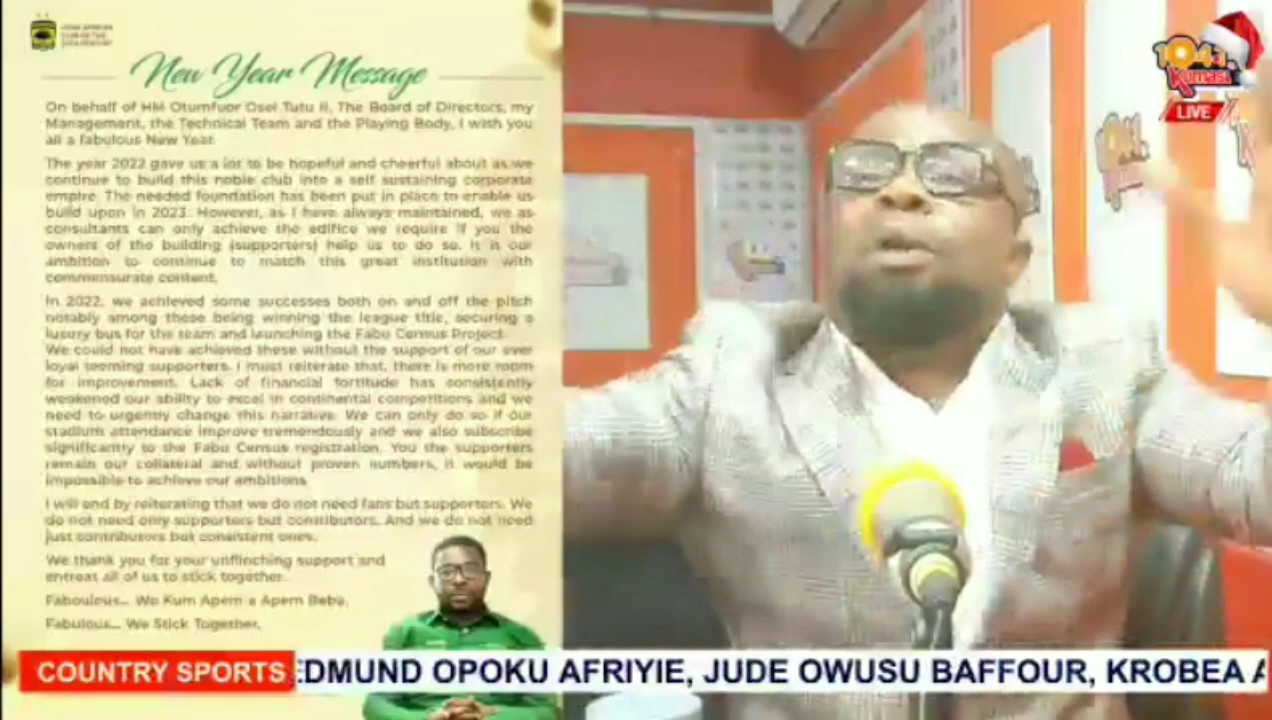 New Year Message
On behalf of HM Otumfuor Osei Tutu II, The Board of Directors, my
Management, the Technical Team and the Playing Body, I wish you
all a fabulous New Year.
The year 2022 gave us a lot to be hopeful and cheerful about as we
continue to build this noble club into a self sustaining corporate
empire. The needed foundation has been put in place to enable us
build upon in 2023. However, as I have always maintained, we as
consultants can only achieve the edifice we require if you the
owners of the building (supporters) help us to do so. It is our
ambition to continue to match this great institution with
commensurate content.
In 2022, we achieved some successes both on and off the pitch
notably among these being winning the league title, securing a
luxury bus for the team and launching the Fabu Census Project.
We could not have achieved these without the support of our ever
loyal teeming supporters. I must reiterate that, there is more room
for improvement. Lack of financial fortitude has consistently
weakened our ability to excel in continental competitions and we
need to urgently change this narrative. We can only do so if our
stadium attendance improve tremendously and we also subscribe
significantly to the Fabu Census registration. You the supporters
remain our collateral and without proven numbers, it would be
impossible to achieve our ambitions.
I will end by reiterating that we do not need fans but supporters. We
do not need only supporters but contributors. And we do not need
just contributors but consistent ones.
We thank you for your unflinching support and
entreat all of us to stick together.
Faboulous... Wo Kum Apem a Apem Beba.
Fabulous... We Stick Together.
104.1
Kumasi
LIVE
COUNTRY SPORTS
EDMUND OPOKU AFRIYIE, JUDE OWUSU BAFFOUR, KROBEA A